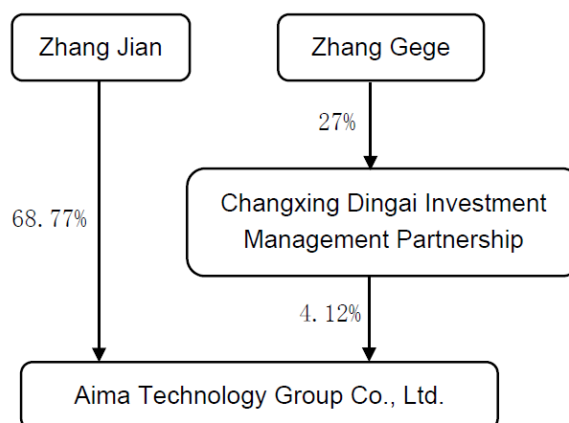 Zhang Jian
Zhang Gege
27%
68.77%
Changxing Dingai Investment
Management Partnership
4.12%
Aima Technology Group Co., Ltd.